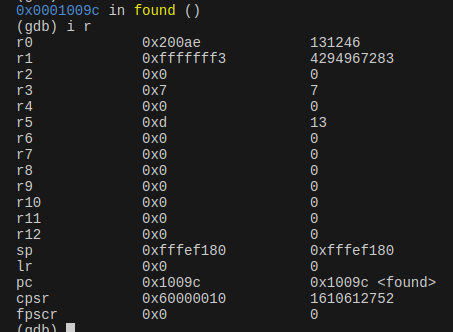 0x0001009c in found ()
(gdb) i r
r0 0x200ae 131246
r1 0xfffffff3 4294967283
r2 0x0 0
r3 0x7 7
r4 0x0 0
r5 0xd 13
r6 0x0 0
r7 0x0 0
r8 0x0 0
r9 0x0 0
r10 0x0 0
r11 0x0 0
r12 0x0 0
sp 0xfffef180 0xfffef180
lr 0x0 0
pc 0x1009c 0x1009c <found>
cpsr 0x60000010 1610612752
fpscr 0x0 0
(gdb)